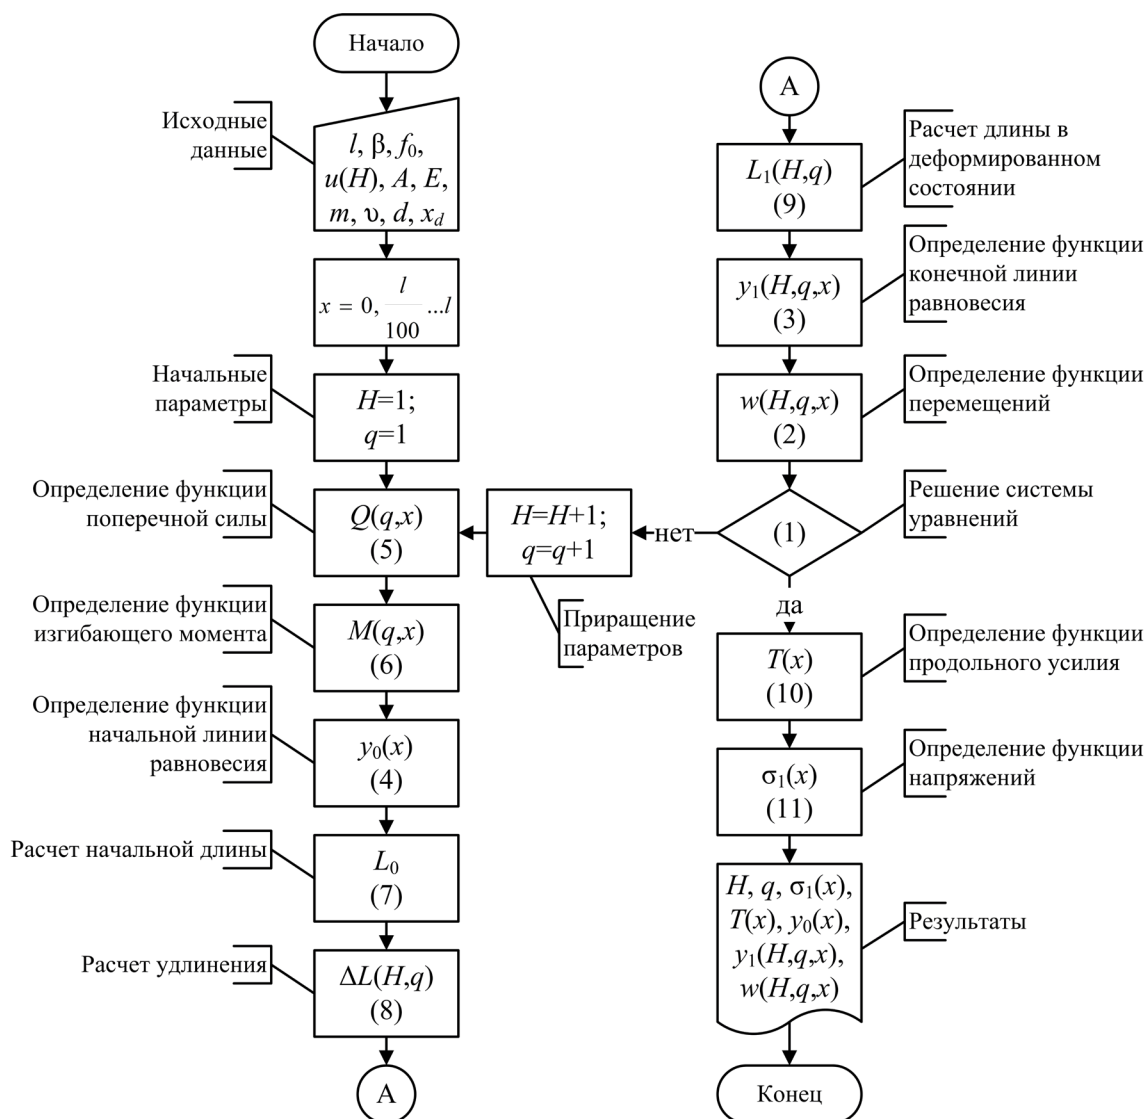 Начало
Исходные
данные
l, β, f₀,
u(H), A, E,
m, υ, d, x_d
x = 0, l/100 ...l
Начальные
параметры
H=1;
q=1
Определение функции
поперечной силы
Q(q,x)
(5)
Определение функции
изгибающего момента
M(q,x)
(6)
Определение функции
начальной линии
равновесия
y₀(x)
(4)
Расчет начальной длины
L₀
(7)
Расчет удлинения
ΔL(H,q)
(8)
А
А
L₁(H,q)
(9)
Расчет длины в
деформированном
состоянии
y₁(H,q,x)
(3)
Определение функции
конечной линии
равновесия
w(H,q,x)
(2)
Определение функции
перемещений
(1)
Решение системы
уравнений
нет
H=H+1;
q=q+1
Приращение
параметров
да
T(x)
(10)
Определение функции
продольного усилия
σ₁(x)
(11)
Определение функции
напряжений
H, q, σ₁(x),
T(x), y₀(x),
y₁(H,q,x),
w(H,q,x)
Результаты
Конец